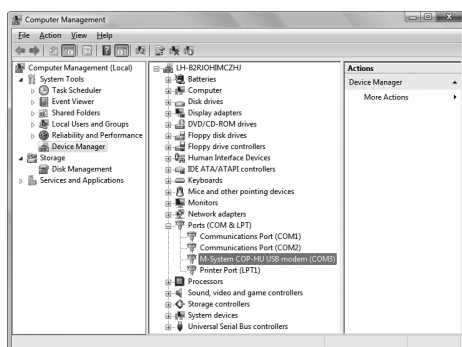 Computer Management
File Action View Help
Computer Management (Local)
System Tools
Task Scheduler
Event Viewer
Shared Folders
Local Users and Groups
Reliability and Performance
Device Manager
Storage
Disk Management
Services and Applications
LH-B2RJOHIMCZHJ
Batteries
Computer
Disk drives
Display adapters
DVD/CD-ROM drives
Floppy disk drives
Floppy drive controllers
Human Interface Devices
IDE ATA/ATAPI controllers
Keyboards
Mice and other pointing devices
Monitors
Network adapters
Ports (COM & LPT)
Communications Port (COM1)
Communications Port (COM2)
M-System COP-HU USB modem (COM3)
Printer Port (LPT1)
Processors
Sound, video and game controllers
Storage controllers
System devices
Universal Serial Bus controllers
Actions
Device Manager
More Actions